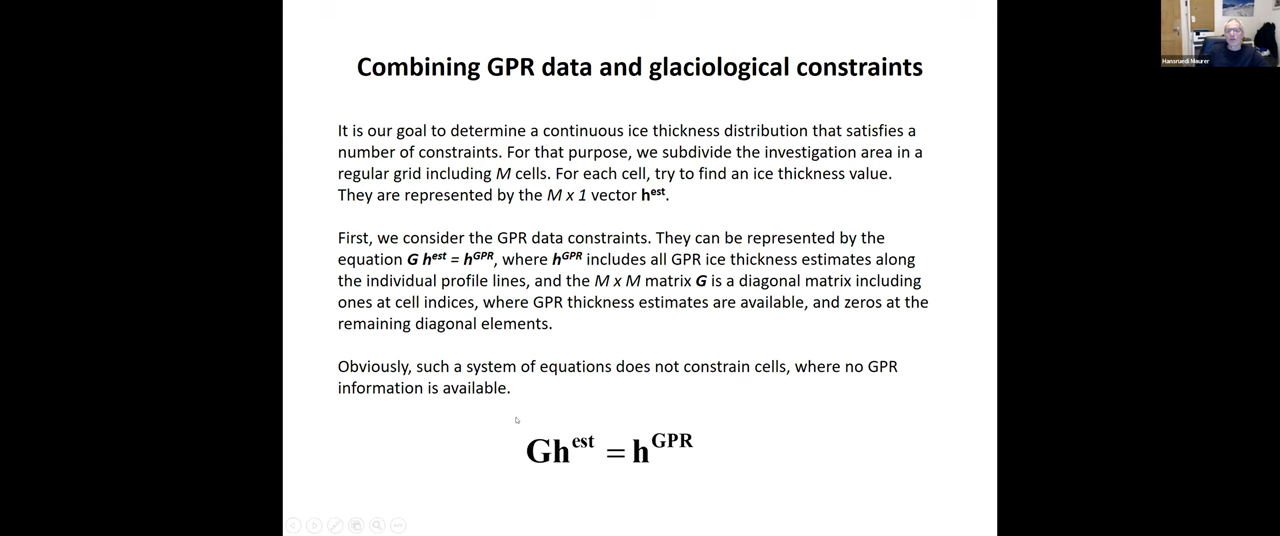 Combining GPR data and glaciological constraints
It is our goal to determine a continuous ice thickness distribution that satisfies a
number of constraints. For that purpose, we subdivide the investigation area in a
regular grid including M cells. For each cell, try to find an ice thickness value.
They are represented by the M x 1 vector hᵉˢᵗ.
First, we consider the GPR data constraints. They can be represented by the
equation G hᵉˢᵗ = hᴳᴾᴿ, where hᴳᴾᴿ includes all GPR ice thickness estimates along
the individual profile lines, and the M x M matrix G is a diagonal matrix including
ones at cell indices, where GPR thickness estimates are available, and zeros at the
remaining diagonal elements.
Obviously, such a system of equations does not constrain cells, where no GPR
information is available.
Ghᵉˢᵗ = hᴳᴾᴿ
Hansruedi Maurer